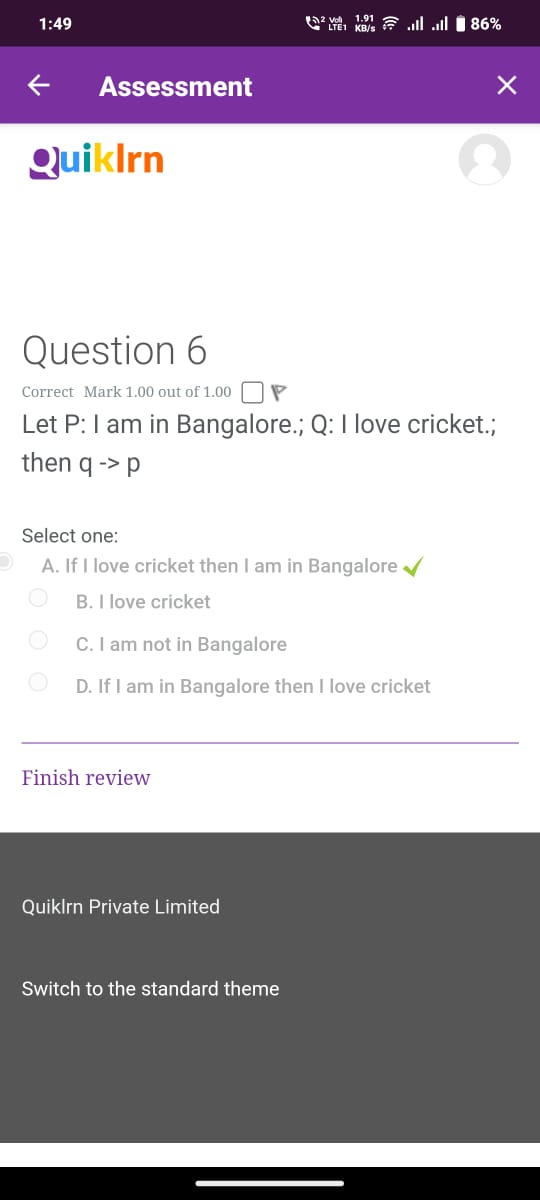 1:49
2 Vo) 1.91
LTE1 KB/s 86%
Assessment
Quiklrn
Question 6
Correct Mark 1.00 out of 1.00
Let P: I am in Bangalore.; Q: I love cricket.;
then q -> p
Select one:
A. If I love cricket then I am in Bangalore
B. I love cricket
C. I am not in Bangalore
D. If I am in Bangalore then I love cricket
Finish review
Quiklrn Private Limited
Switch to the standard theme